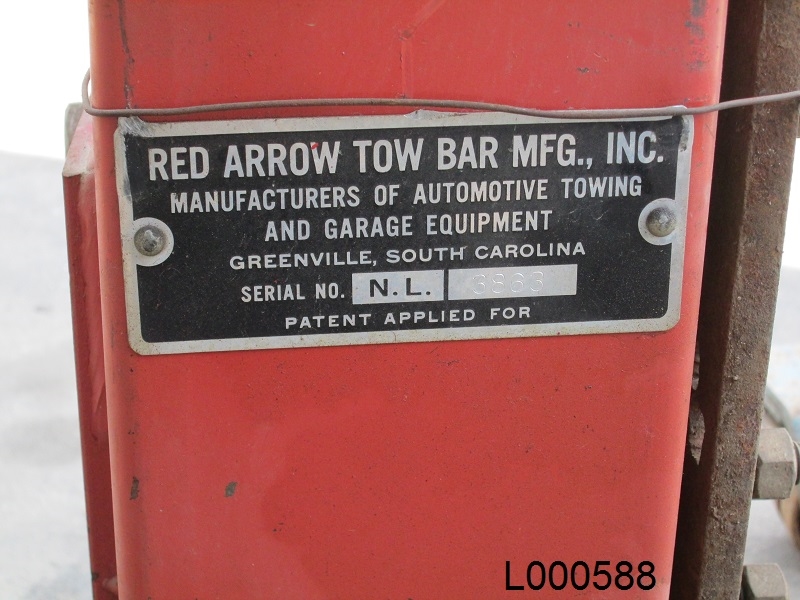 RED ARROW TOW BAR MFG., INC.
MANUFACTURERS OF AUTOMOTIVE TOWING
AND GARAGE EQUIPMENT
GREENVILLE, SOUTH CAROLINA
SERIAL NO. N.L.
PATENT APPLIED FOR
L000588